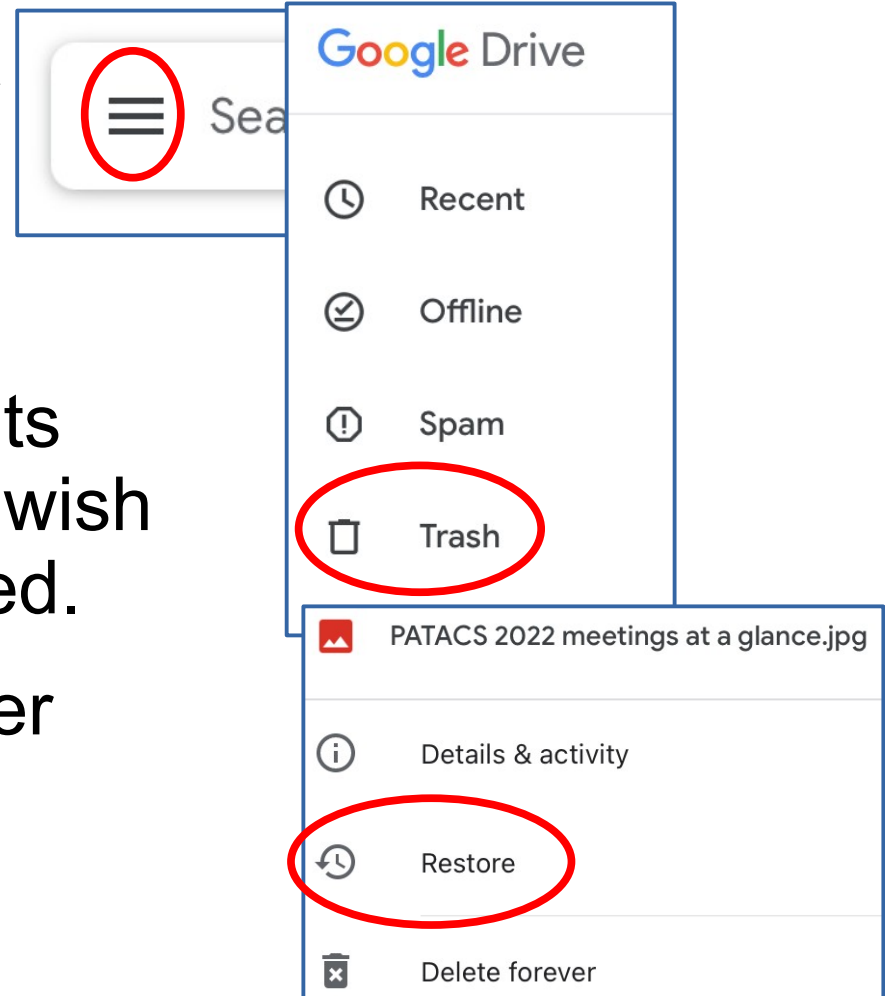 Sea
Google Drive
Recent
Offline
Spam
Trash
ts
wish
ed.
er
PATACS 2022 meetings at a glance.jpg
Details & activity
Restore
Delete forever